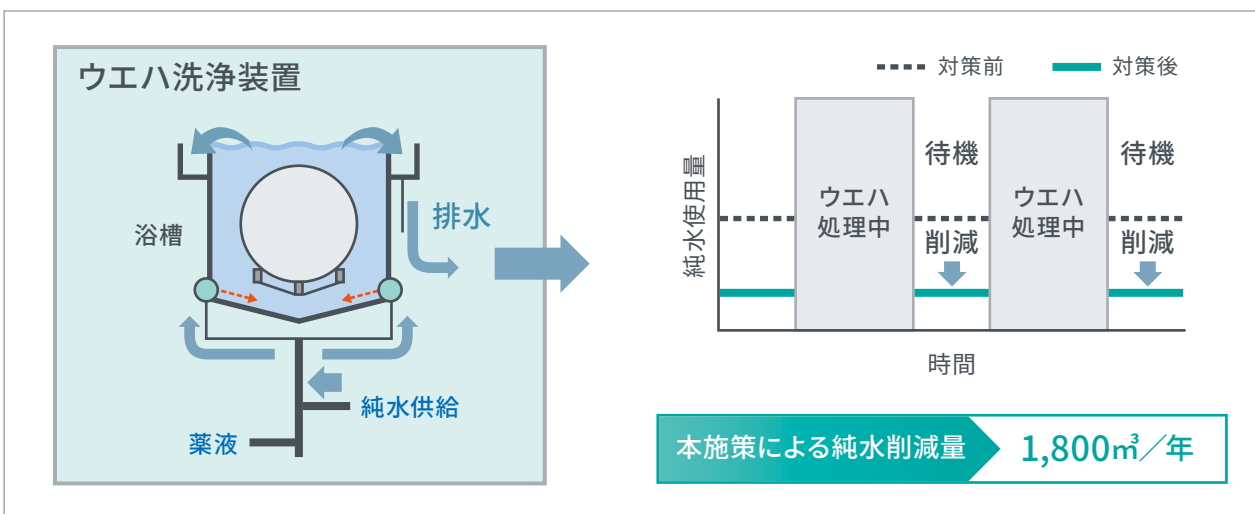 ウエハ洗浄装置
浴槽
排水
純水供給
薬液
対策前
対策後
純水使用量
ウエハ
処理中
待機
削減
ウエハ
処理中
待機
削減
時間
本施策による純水削減量
1,800㎥／年